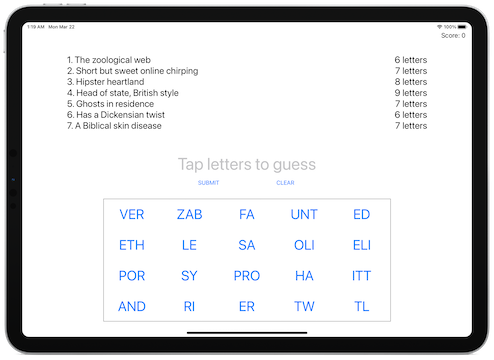 1:19 AM Mon Mar 22 100%
Score: 0
1. The zoological web 6 letters
2. Short but sweet online chirping 7 letters
3. Hipster heartland 8 letters
4. Head of state, British style 9 letters
5. Ghosts in residence 7 letters
6. Has a Dickensian twist 6 letters
7. A Biblical skin disease 7 letters
Tap letters to guess
SUBMIT CLEAR
VER ZAB FA UNT ED
ETH LE SA OLI ELI
POR SY PRO HA ITT
AND RI ER TW TL